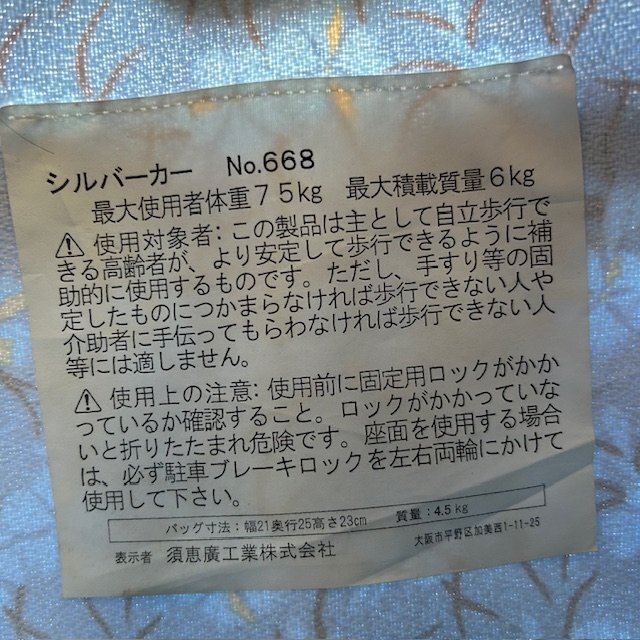 シルバーカー No.668
最大使用者体重75kg 最大積載質量6kg
⚠ 使用対象者: この製品は主として自立歩行で
きる高齢者が、より安定して歩行できるように補
助的に使用するものです。ただし、手すり等の固
定したものにつかまらなければ歩行できない人や
介助者に手伝ってもらわなければ歩行できない人
等には適しません。
⚠ 使用上の注意: 使用前に固定用ロックがかか
っているか確認すること。ロックがかかっていな
いと折りたたまれ危険です。座面を使用する場合
は、必ず駐車ブレーキロックを左右両輪にかけて
使用して下さい。
バッグ寸法:幅21奥行25高さ23cm 質量:4.5 kg
表示者 須恵廣工業株式会社 大阪市平野区加美西1-11-25